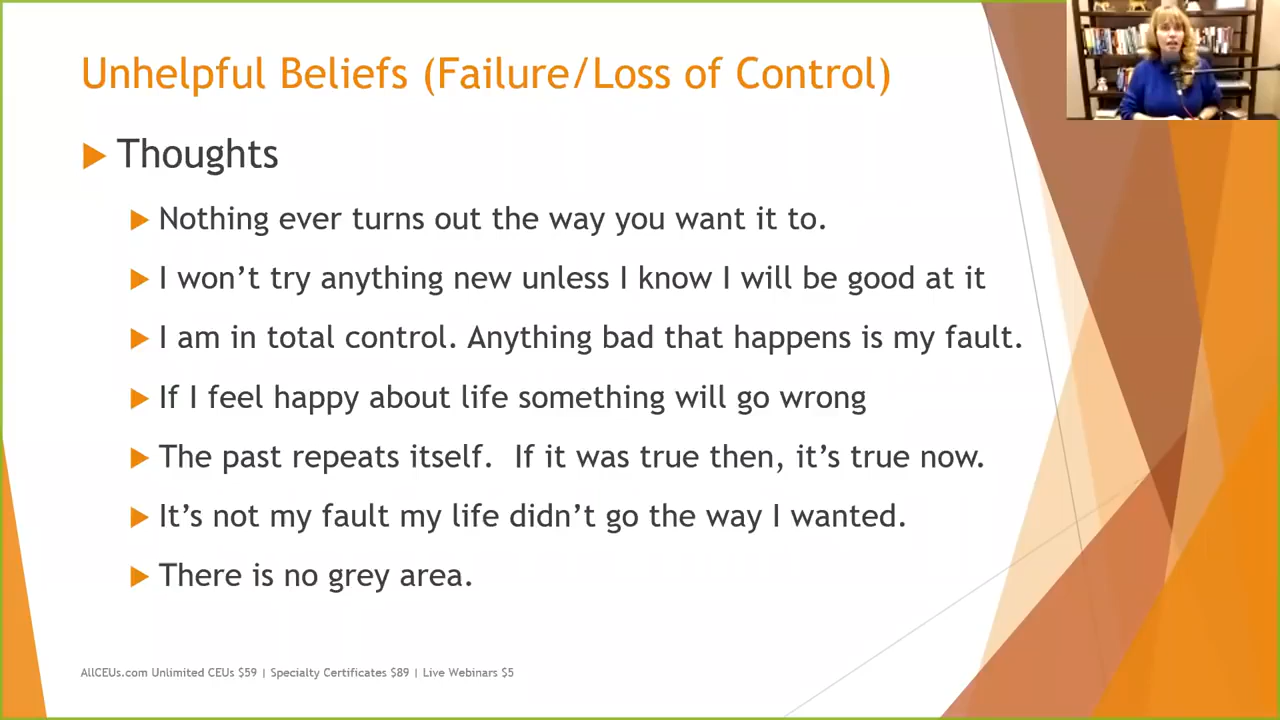 Unhelpful Beliefs (Failure/Loss of Control)
Thoughts
Nothing ever turns out the way you want it to.
I won’t try anything new unless I know I will be good at it
I am in total control. Anything bad that happens is my fault.
If I feel happy about life something will go wrong
The past repeats itself.  If it was true then, it’s true now.
It’s not my fault my life didn’t go the way I wanted.
There is no grey area.
AllCEUs.com Unlimited CEUs $59 | Specialty Certificates $89 | Live Webinars $5